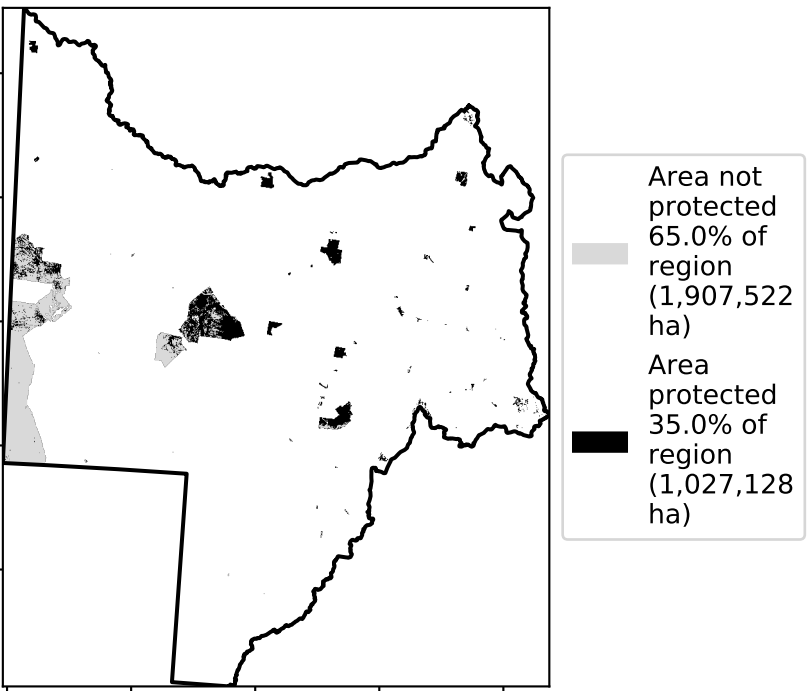 Area not
protected
65.0% of
region
(1,907,522
ha)
Area
protected
35.0% of
region
(1,027,128
ha)